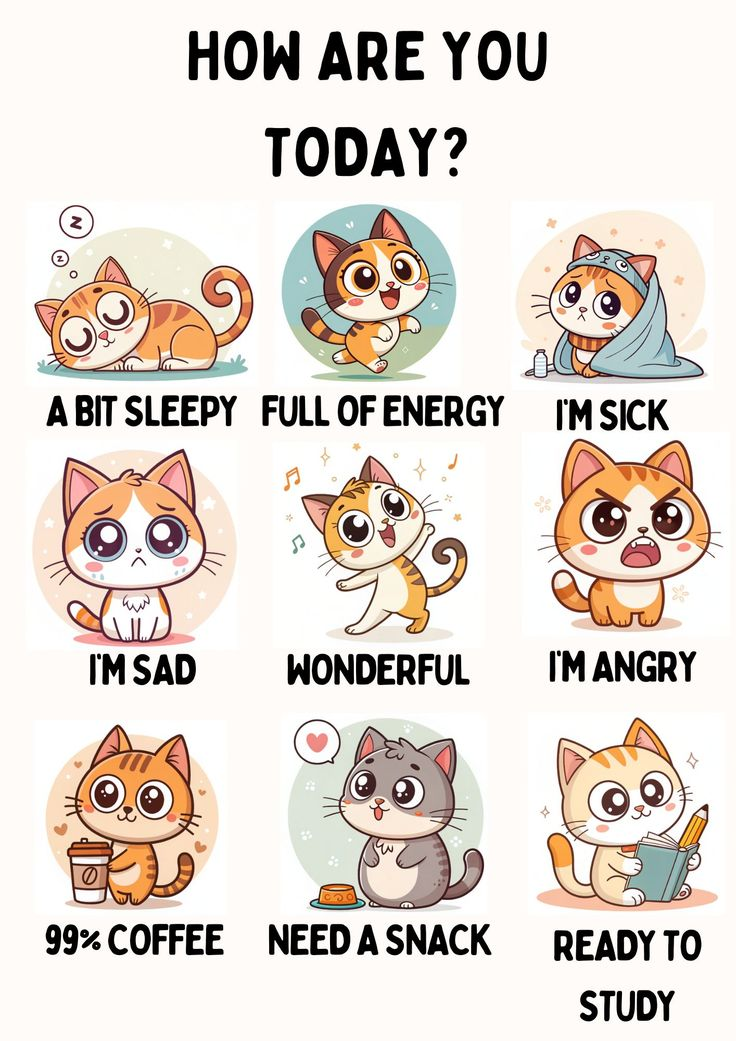 HOW ARE YOU
TODAY?
Z
Z
A BIT SLEEPY
FULL OF ENERGY
I'M SICK
I'M SAD
WONDERFUL
I'M ANGRY
99% COFFEE
NEED A SNACK
READY TO
STUDY